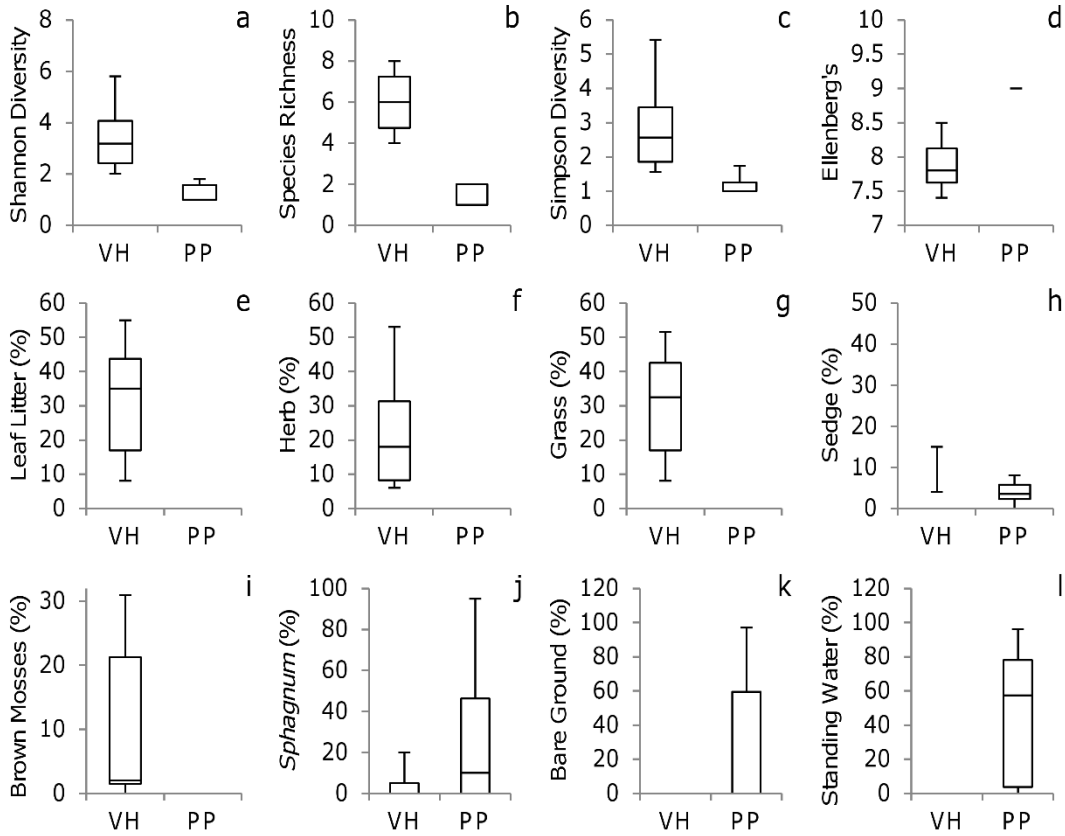 a
Shannon Diversity
8
6
4
2
0
VH PP
b
Species Richness
10
8
6
4
2
0
VH PP
c
Simpson Diversity
6
5
4
3
2
1
0
VH PP
d
Ellenberg's
10
9.5
9
8.5
8
7.5
7
VH PP
e
Leaf Litter (%)
60
50
40
30
20
10
0
VH PP
f
Herb (%)
60
50
40
30
20
10
0
VH PP
g
Grass (%)
60
50
40
30
20
10
0
VH PP
h
Sedge (%)
50
40
30
20
10
0
VH PP
i
Brown Mosses (%)
30
20
10
0
VH PP
j
Sphagnum (%)
100
80
60
40
20
0
VH PP
k
Bare Ground (%)
120
100
80
60
40
20
0
VH PP
l
Standing Water (%)
120
100
80
60
40
20
0
VH PP